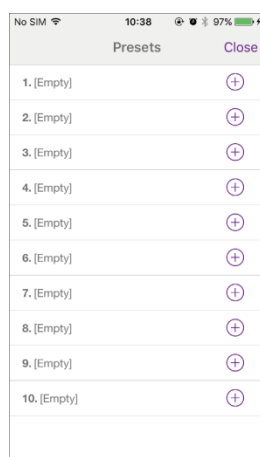 No SIM 10:38 97%
Presets Close
1. [Empty]
2. [Empty]
3. [Empty]
4. [Empty]
5. [Empty]
6. [Empty]
7. [Empty]
8. [Empty]
9. [Empty]
10. [Empty]